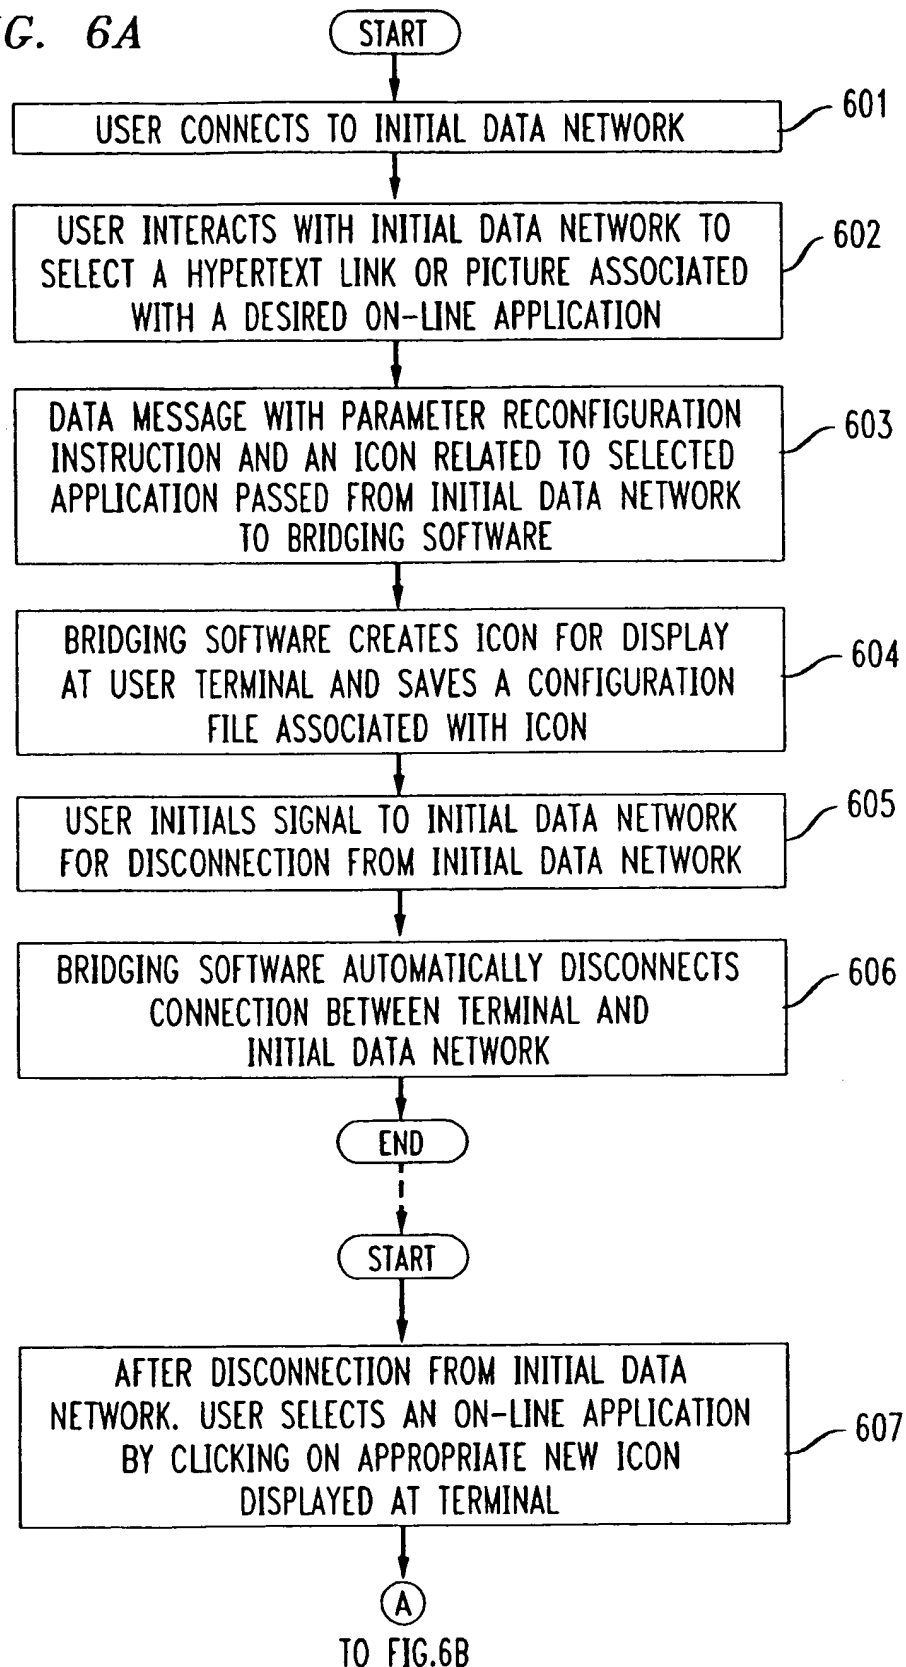 G. 6A
START
USER CONNECTS TO INITIAL DATA NETWORK
601
USER INTERACTS WITH INITIAL DATA NETWORK TO
SELECT A HYPERTEXT LINK OR PICTURE ASSOCIATED
WITH A DESIRED ON-LINE APPLICATION
602
DATA MESSAGE WITH PARAMETER RECONFIGURATION
INSTRUCTION AND AN ICON RELATED TO SELECTED
APPLICATION PASSED FROM INITIAL DATA NETWORK
TO BRIDGING SOFTWARE
603
BRIDGING SOFTWARE CREATES ICON FOR DISPLAY
AT USER TERMINAL AND SAVES A CONFIGURATION
FILE ASSOCIATED WITH ICON
604
USER INITIALS SIGNAL TO INITIAL DATA NETWORK
FOR DISCONNECTION FROM INITIAL DATA NETWORK
605
BRIDGING SOFTWARE AUTOMATICALLY DISCONNECTS
CONNECTION BETWEEN TERMINAL AND
INITIAL DATA NETWORK
606
END
START
AFTER DISCONNECTION FROM INITIAL DATA
NETWORK. USER SELECTS AN ON-LINE APPLICATION
BY CLICKING ON APPROPRIATE NEW ICON
DISPLAYED AT TERMINAL
607
A
TO FIG.6B